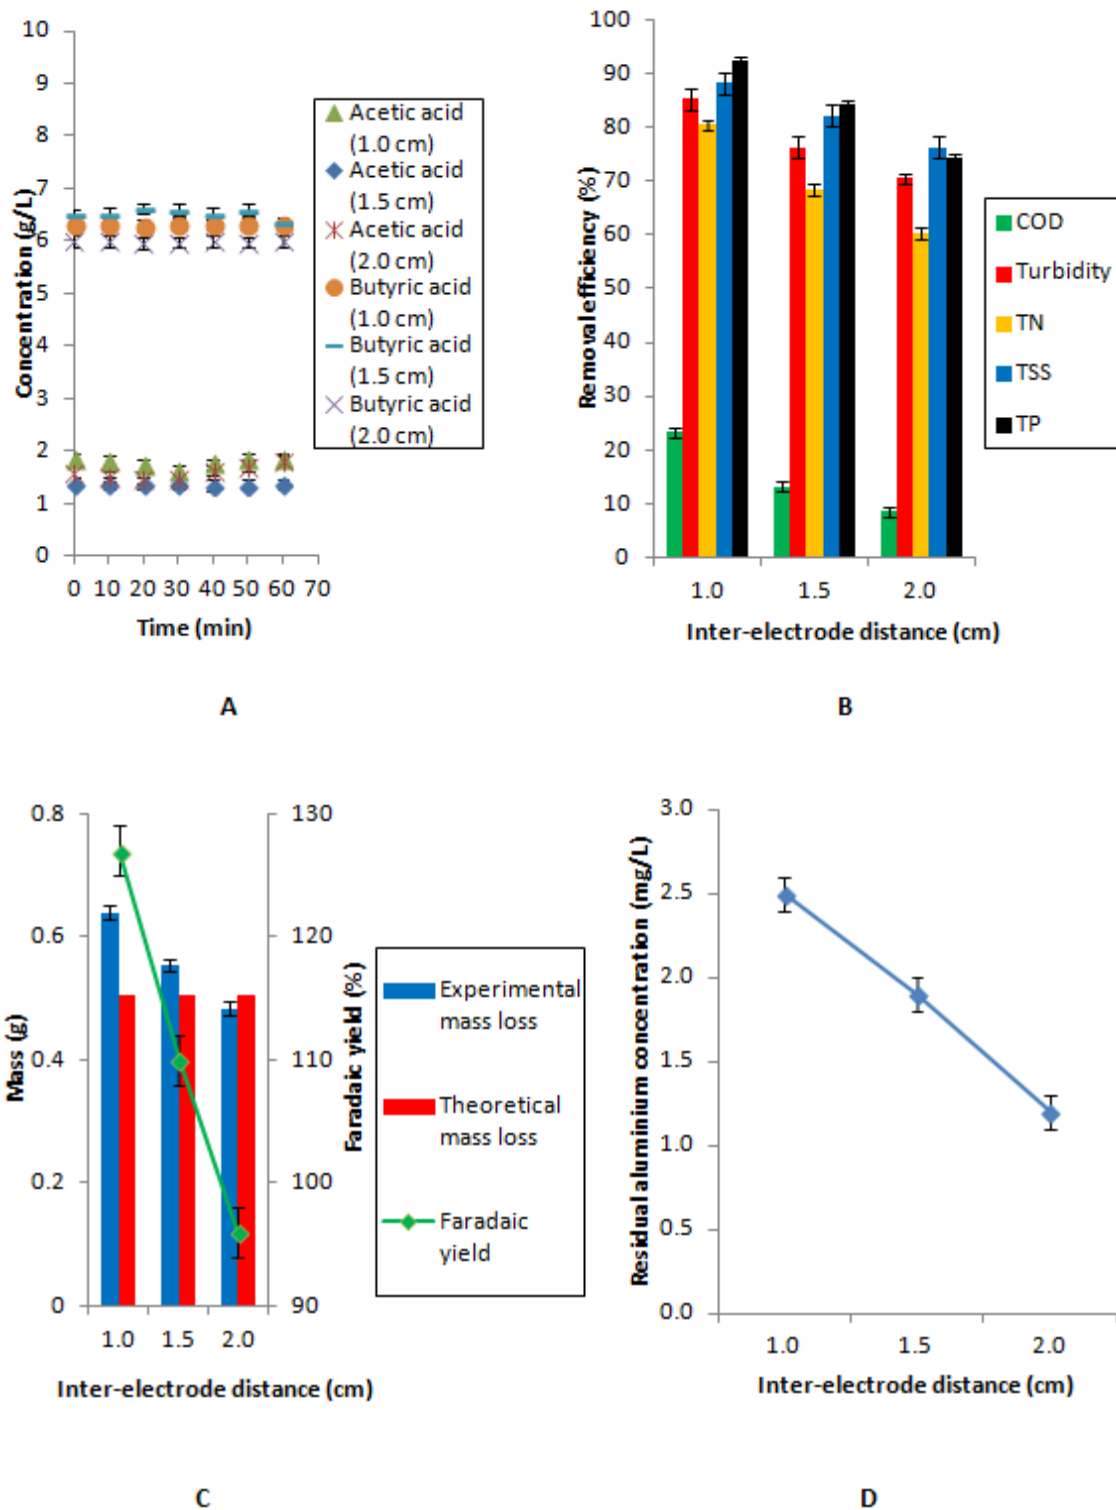 10
9
8
7
6
5
4
3
2
1
0
Concentration (g/L)
0 10 20 30 40 50 60 70
Time (min)
Acetic acid
(1.0 cm)
Acetic acid
(1.5 cm)
Acetic acid
(2.0 cm)
Butyric acid
(1.0 cm)
Butyric acid
(1.5 cm)
Butyric acid
(2.0 cm)
A
100
90
80
70
60
50
40
30
20
10
0
Removal efficiency (%)
1.0 1.5 2.0
Inter-electrode distance (cm)
COD
Turbidity
TN
TSS
TP
B
0.8
0.6
0.4
0.2
0
Mass (g)
130
120
110
100
90
Faradaic yield (%)
1.0 1.5 2.0
Inter-electrode distance (cm)
Experimental
mass loss
Theoretical
mass loss
Faradaic
yield
C
3.0
2.5
2.0
1.5
1.0
0.5
0.0
Residual aluminium concentration (mg/L)
1.0 1.5 2.0
Inter-electrode distance (cm)
D